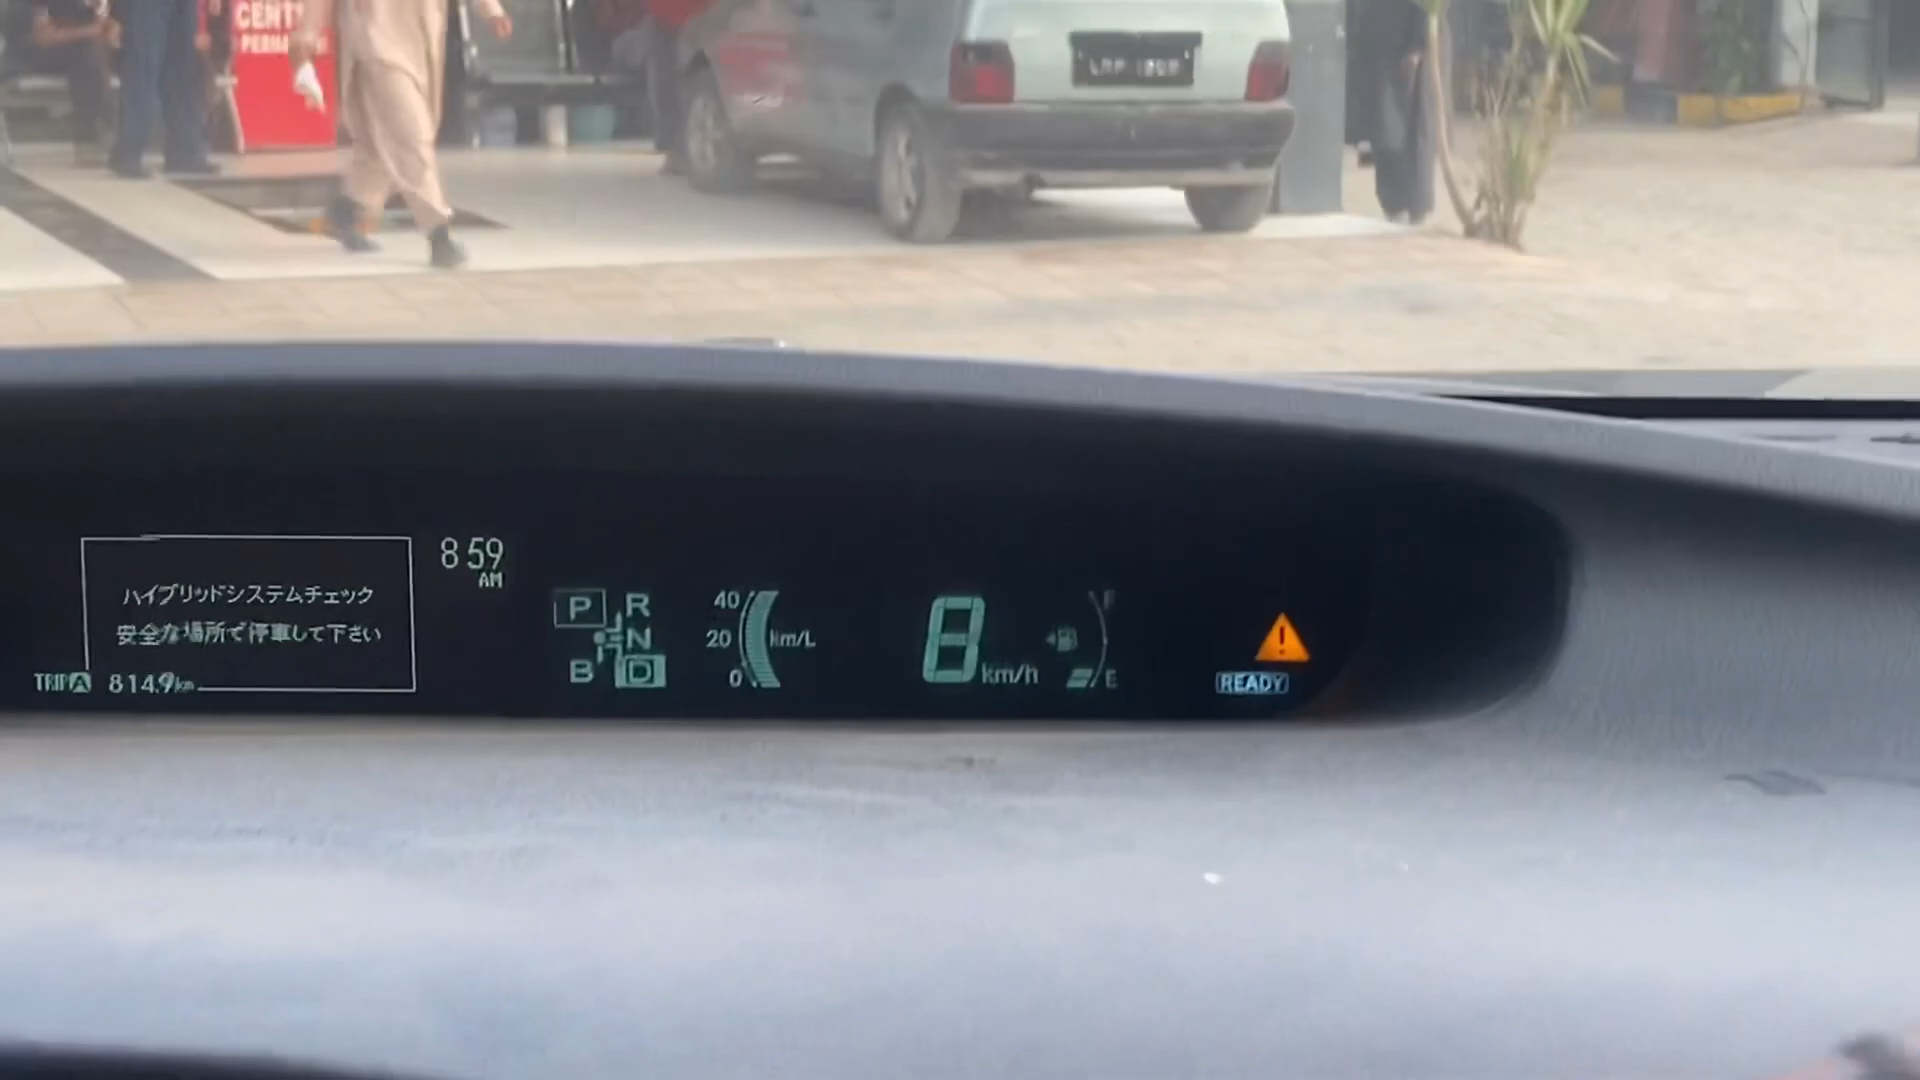 CENT
PERMA
ハイブリッドシステムチェック
安全な場所で停車して下さい
TRIP A 814.9km
8:59
AM
P R
N
B D
40
20 km/L
0
8 km/h
F
E
READY